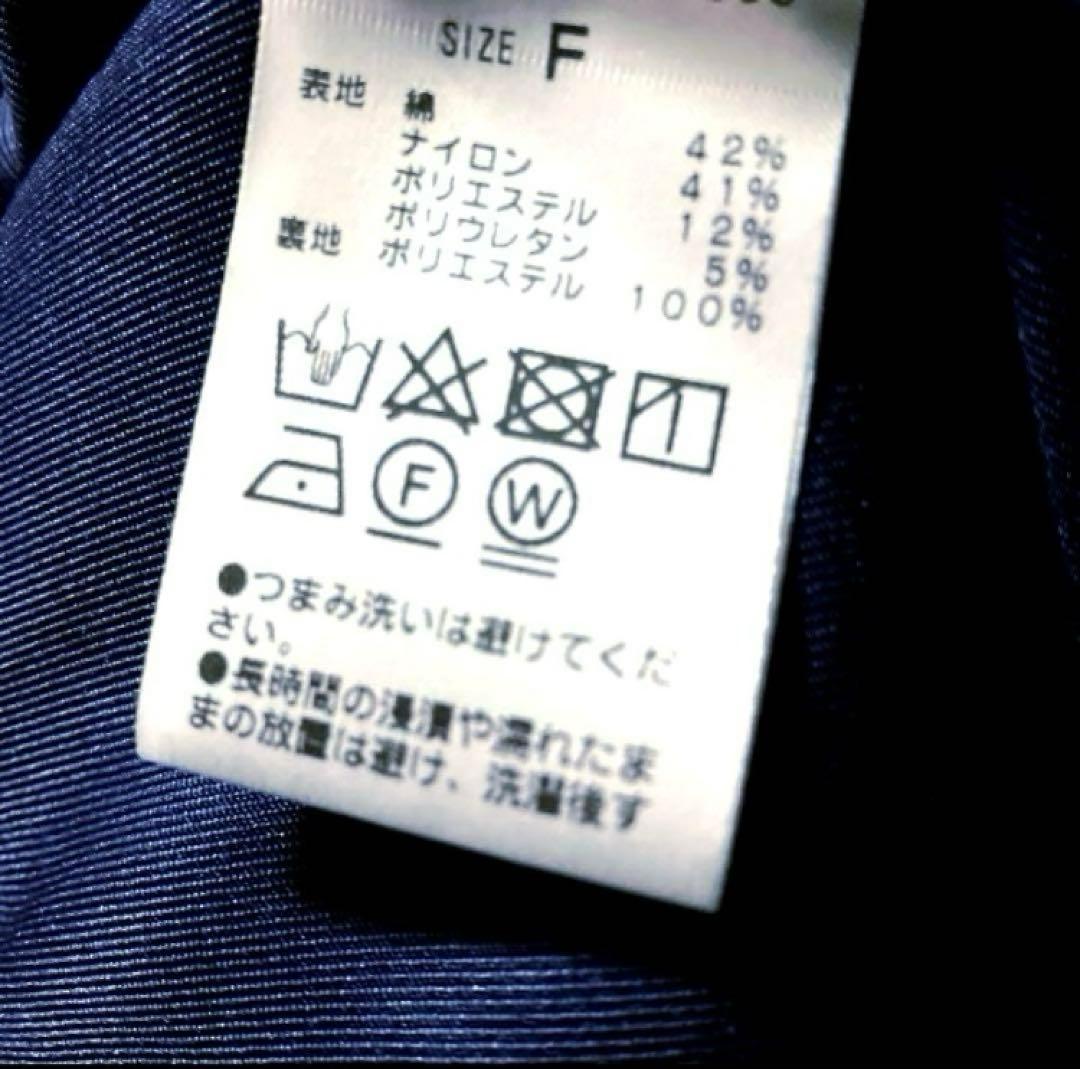 SIZE F
表地 綿 42%
ナイロン 41%
ポリエステル 12%
ポリウレタン 5%
裏地 ポリエステル 100%
F W
●つまみ洗いは避けてくだ
さい。
●長時間の浸漬や濡れたま
まの放置は避け、洗濯後す